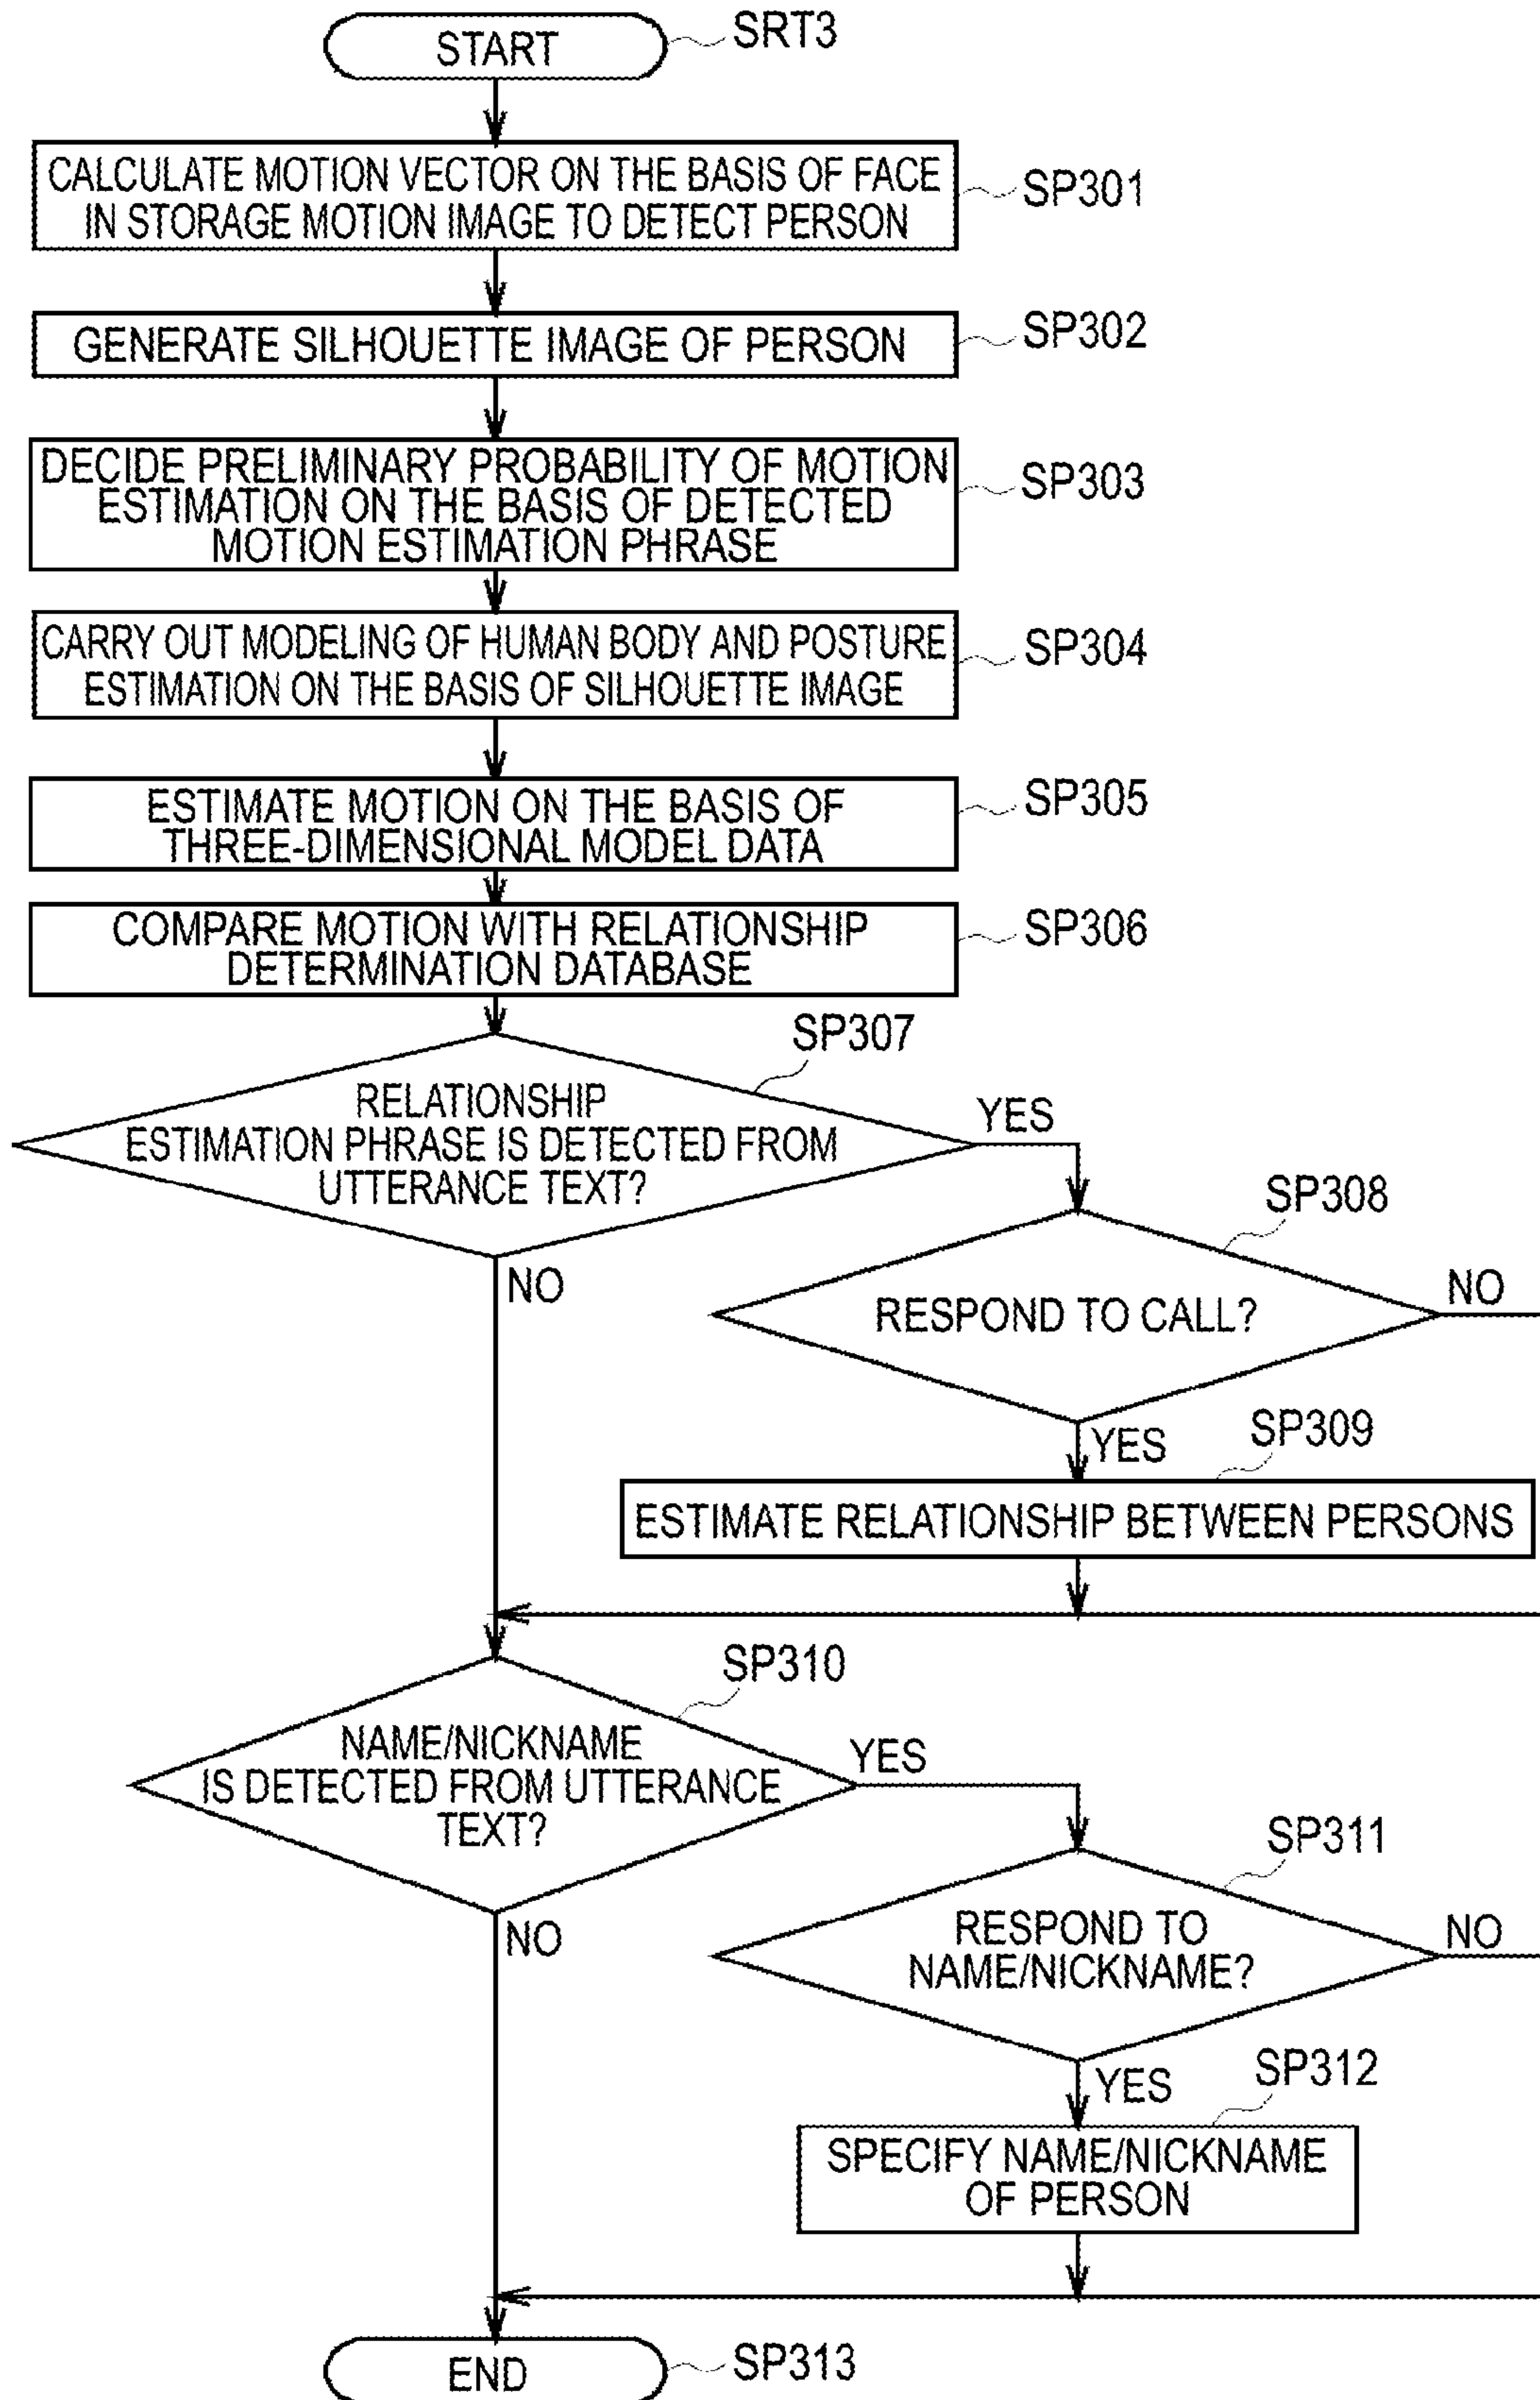 START
SRT3
CALCULATE MOTION VECTOR ON THE BASIS OF FACE
IN STORAGE MOTION IMAGE TO DETECT PERSON
SP301
GENERATE SILHOUETTE IMAGE OF PERSON
SP302
DECIDE PRELIMINARY PROBABILITY OF MOTION
ESTIMATION ON THE BASIS OF DETECTED
MOTION ESTIMATION PHRASE
SP303
CARRY OUT MODELING OF HUMAN BODY AND POSTURE
ESTIMATION ON THE BASIS OF SILHOUETTE IMAGE
SP304
ESTIMATE MOTION ON THE BASIS OF
THREE-DIMENSIONAL MODEL DATA
SP305
COMPARE MOTION WITH RELATIONSHIP
DETERMINATION DATABASE
SP306
SP307
RELATIONSHIP
ESTIMATION PHRASE IS DETECTED FROM
UTTERANCE TEXT?
YES
NO
SP308
RESPOND TO CALL?
NO
YES
SP309
ESTIMATE RELATIONSHIP BETWEEN PERSONS
SP310
NAME/NICKNAME
IS DETECTED FROM UTTERANCE
TEXT?
YES
NO
SP311
RESPOND TO
NAME/NICKNAME?
NO
YES
SP312
SPECIFY NAME/NICKNAME
OF PERSON
END
SP313